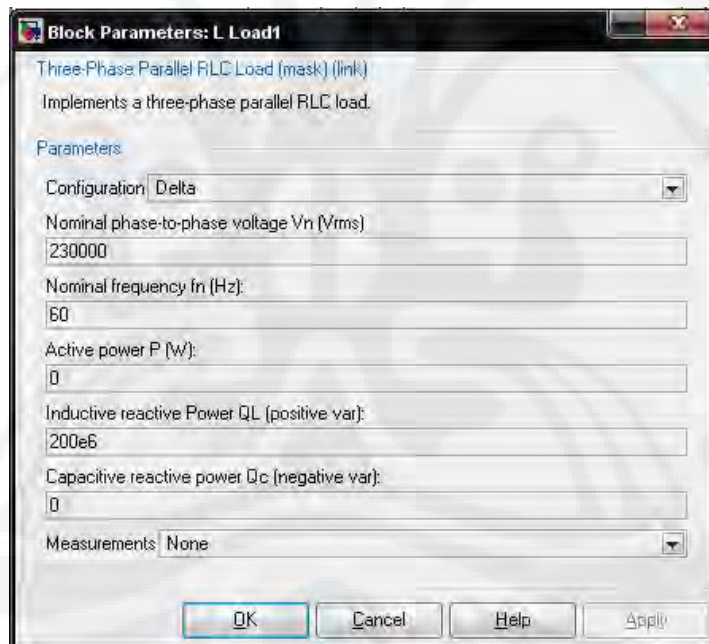 Block Parameters: L Load1
Three-Phase Parallel RLC Load (mask) (link)
Implements a three-phase parallel RLC load.
Parameters
Configuration Delta
Nominal phase-to-phase voltage Vn (Vrms)
230000
Nominal frequency fn (Hz):
60
Active power P (W):
0
Inductive reactive Power QL (positive var):
200e6
Capacitive reactive power Qc (negative var):
0
Measurements None
OK Cancel Help Apply